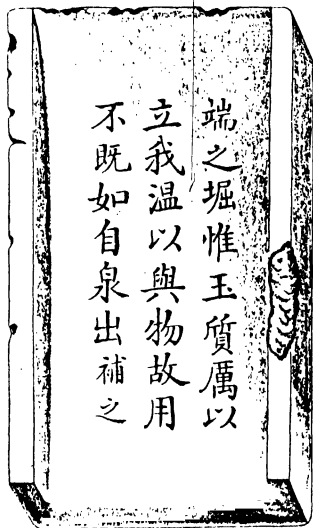 端之堀惟玉質厲以
立我溫以與物故用
不既如自泉出補之